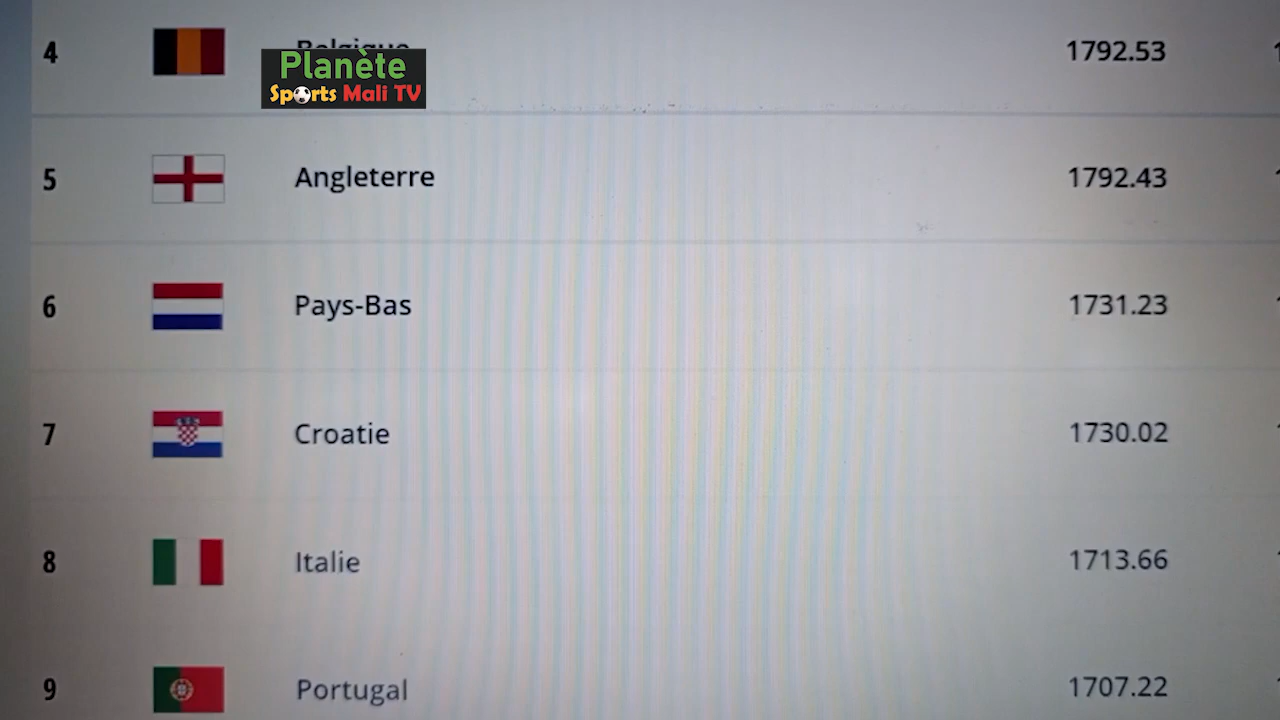 4 Belgique 1792.53
Planète
Sports Mali TV
5 Angleterre 1792.43
6 Pays-Bas 1731.23
7 Croatie 1730.02
8 Italie 1713.66
9 Portugal 1707.22